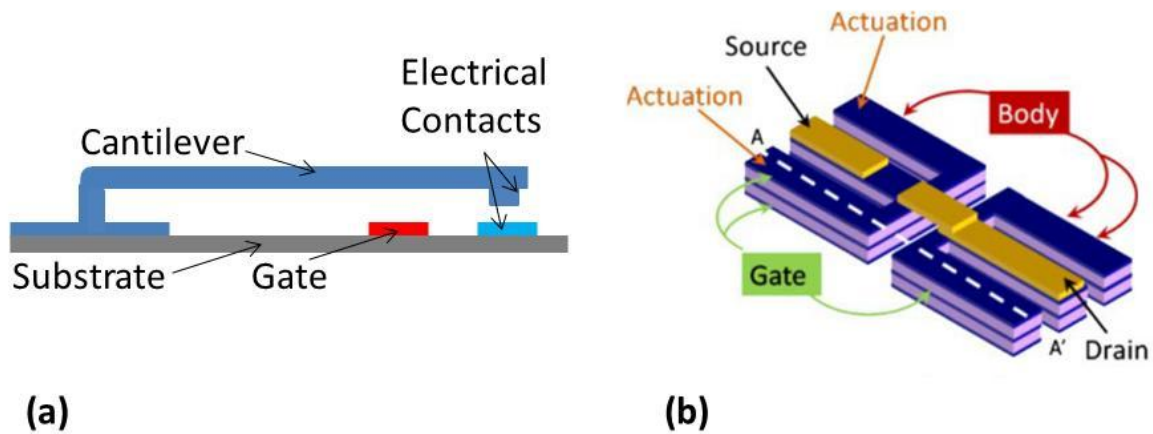 Electrical
Contacts
Cantilever
Substrate
Gate
(a)
Actuation
Source
Actuation
Body
A
Gate
A'
Drain
(b)